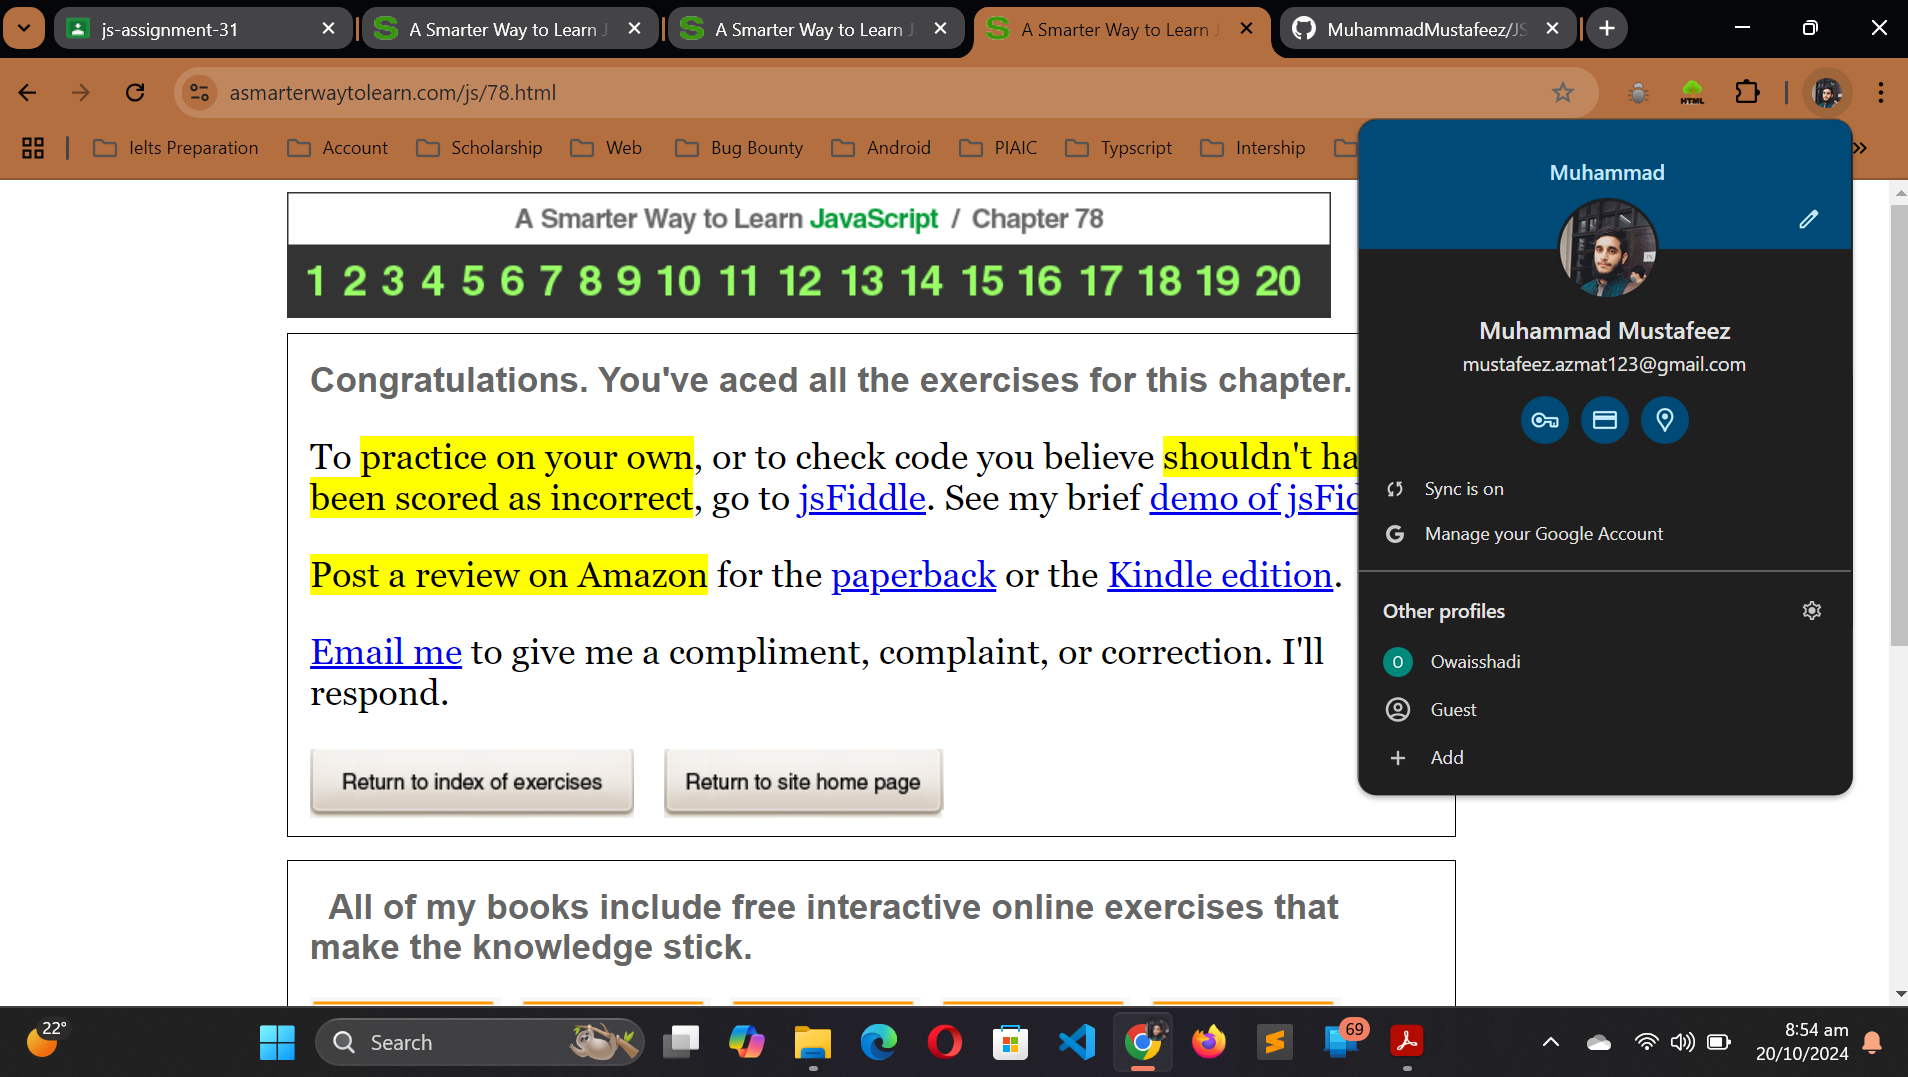 js-assignment-31
A Smarter Way to Learn J
A Smarter Way to Learn J
A Smarter Way to Learn J
MuhammadMustafeez/JS
asmarterwaytolearn.com/js/78.html
HTML
Ielts Preparation
Account
Scholarship
Web
Bug Bounty
Android
PIAIC
Typscript
Intership
A Smarter Way to Learn JavaScript / Chapter 78
1 2 3 4 5 6 7 8 9 10 11 12 13 14 15 16 17 18 19 20
Congratulations. You've aced all the exercises for this chapter.
To practice on your own, or to check code you believe shouldn't ha
been scored as incorrect, go to jsFiddle. See my brief demo of jsFid
Post a review on Amazon for the paperback or the Kindle edition.
Email me to give me a compliment, complaint, or correction. I'll
respond.
Return to index of exercises
Return to site home page
All of my books include free interactive online exercises that
make the knowledge stick.
Muhammad
Muhammad Mustafeez
mustafeez.azmat123@gmail.com
Sync is on
Manage your Google Account
Other profiles
O
Owaisshadi
Guest
Add
22°
Search
69
8:54 am
20/10/2024